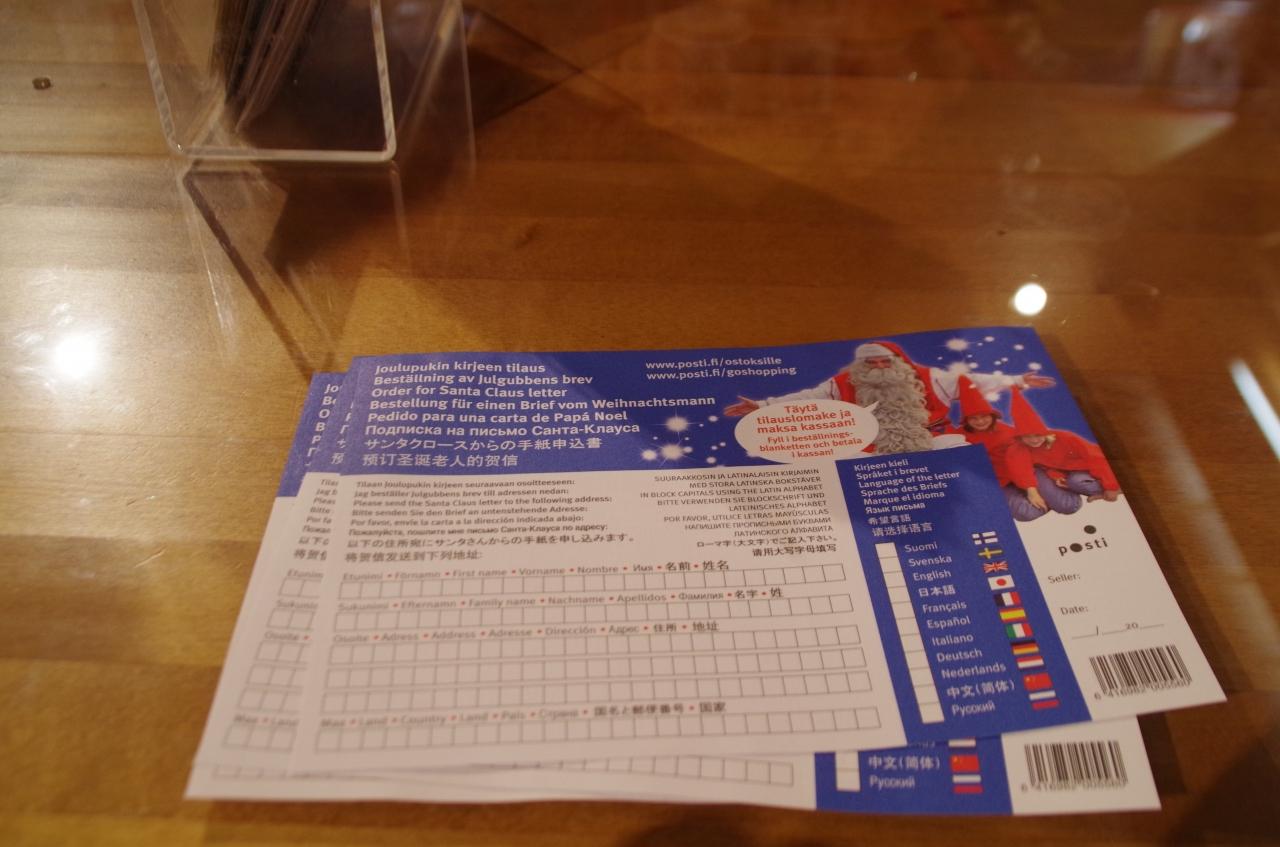 Joulupukin kirjeen tilaus
Beställning av Julgubbens brev
Order for Santa Claus letter
Bestellung für einen Brief vom Weihnachtsmann
Pedido para una carta de Papá Noel
Подписка на письмо Санта-Клауса
サンタクロースからの手紙申込書
预订圣诞老人的贺信
www.posti.fi/ostoksille
www.posti.fi/goshopping
Täytä
tilauslomake ja
maksa kassaan!
Fyll i beställnings-
blanketten och betala
i kassan!
Tilaan Joulupukin kirjeen seuraavaan osoitteeseen:
Jag beställer Julgubbens brev till adressen nedan:
Please send the Santa Claus letter to the following address:
Bitte senden Sie den Brief an untenstehende Adresse:
Por favor, envíe la carta a la dirección indicada abajo:
Пожалуйста, пошлите мне письмо Санта-Клауса по адресу:
以下の住所宛にサンタさんからの手紙を申し込みます。
将贺信发送到下列地址:
SUURAAKKOSIN JA LATINALAISIN KIRJAIMIN
MED STORA LATINSKA BOKSTÄVER
IN BLOCK CAPITALS USING THE LATIN ALPHABET
BITTE VERWENDEN SIE BLOCKSCHRIFT UND
LATEINISCHES ALPHABET
POR FAVOR, UTILICE LETRAS MAYÚSCULAS
НАПИШИТЕ ПРОПИСНЫМИ БУКВАМИ
ЛАТИНСКОГО АЛФАВИТА
ローマ字(大文字)でご記入下さい。
请用大写字母填写
Etunimi • Förnamn • First name • Vorname • Nombre • Имя • 名前 • 姓名
Sukunimi • Efternamn • Family name • Nachname • Apellidos • Фамилия • 名字 • 姓
Osoite • Adress • Address • Adresse • Dirección • Адрес • 住所 • 地址
Maa • Land • Country • Land • País • Страна • 国名と郵便番号 • 国家
Kirjeen kieli
Språket i brevet
Language of the letter
Sprache des Briefs
Marque el idioma
Язык письма
希望言語
请选择语言
Suomi
Svenska
English
日本語
Français
Español
Italiano
Deutsch
Nederlands
中文(简体)
Русский
posti
Seller:
Date:
__/__20__
6 416982 005560
中文(简体)
Русский
6 416982 005560